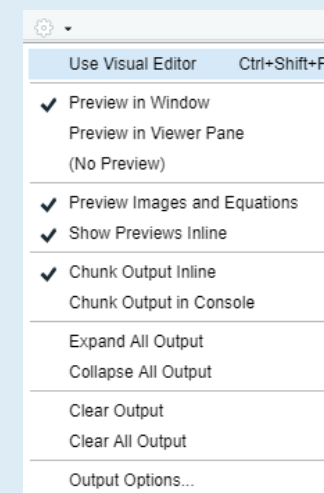 Use Visual Editor Ctrl+Shift+F
Preview in Window
Preview in Viewer Pane
(No Preview)
Preview Images and Equations
Show Previews Inline
Chunk Output Inline
Chunk Output in Console
Expand All Output
Collapse All Output
Clear Output
Clear All Output
Output Options...